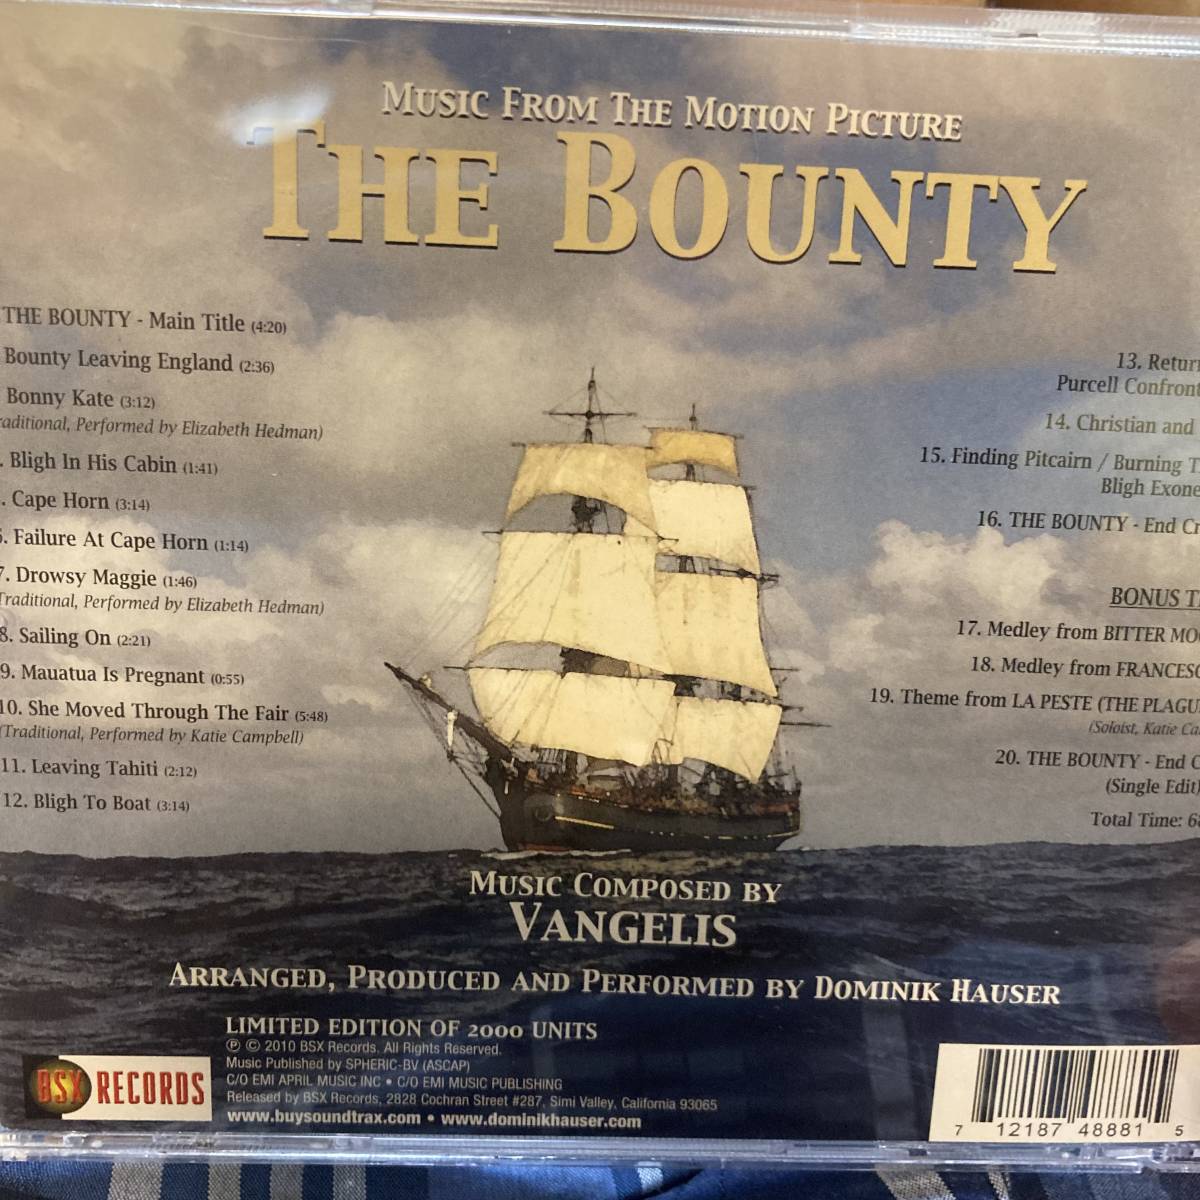 MUSIC FROM THE MOTION PICTURE
THE BOUNTY
THE BOUNTY - Main Title (4:20)
Bounty Leaving England (2:36)
Bonny Kate (3:12)
Performed by Elizabeth Hedman)
. Bligh In His Cabin (1:41)
. Cape Horn (3:14)
6. Failure At Cape Horn (1:14)
7. Drowsy Maggie (1:46)
Traditional, Performed by Elizabeth Hedman)
8. Sailing On (2:21)
9. Mauatua Is Pregnant (0:55)
10. She Moved Through The Fair (5:48)
(Traditional, Performed by Katie Campbell)
11. Leaving Tahiti (2:12)
12. Bligh To Boat (3:14)
13. Return
Purcell Confront
14. Christian and
15. Finding Pitcairn / Burning T
Bligh Exone
16. THE BOUNTY - End Cr
BONUS T
17. Medley from BITTER MOO
18. Medley from FRANCESC
19. Theme from LA PESTE (THE PLAGU
(Soloist, Katie Ca
20. THE BOUNTY - End C
(Single Edit)
Total Time: 68
MUSIC COMPOSED BY
VANGELIS
ARRANGED, PRODUCED AND PERFORMED BY DOMINIK HAUSER
LIMITED EDITION OF 2000 UNITS
℗ © 2010 BSX Records. All Rights Reserved.
Music Published by SPHERIC-BV (ASCAP)
C/O EMI APRIL MUSIC INC • C/O EMI MUSIC PUBLISHING
Released by BSX Records, 2828 Cochran Street #287, Simi Valley, California 93065
www.buysoundtrax.com • www.dominikhauser.com
BSX RECORDS
7 12187 48881 5